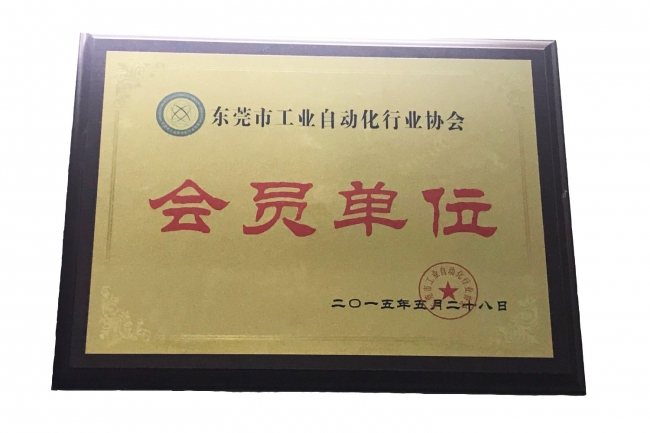 东莞市工业自动化行业协会
会员单位
二〇一五年五月二十八日